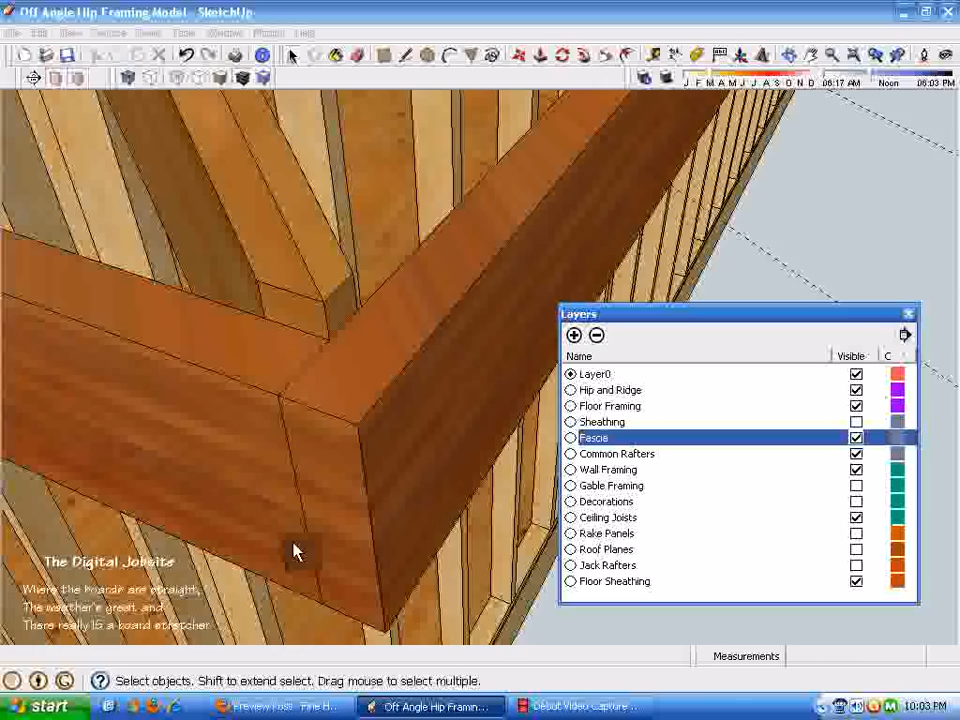 Off Angle Hip Framing Model - SketchUp
J F M A M J J A S O N D 06:17 AM Noon 06:03 PM
Layers
Name Visible C
Layer0
Hip and Ridge
Floor Framing
Sheathing
Fascia
Common Rafters
Wall Framing
Gable Framing
Decorations
Ceiling Joists
Rake Panels
Roof Planes
Jack Rafters
Floor Sheathing
The Digital Jobsite
Where the boards are straight,
The weather's great and
There really IS a board stretcher
Measurements
Select objects. Shift to extend select. Drag mouse to select multiple.
start Off Angle Hip Framin... Debut Video Capture ... 10:03 PM